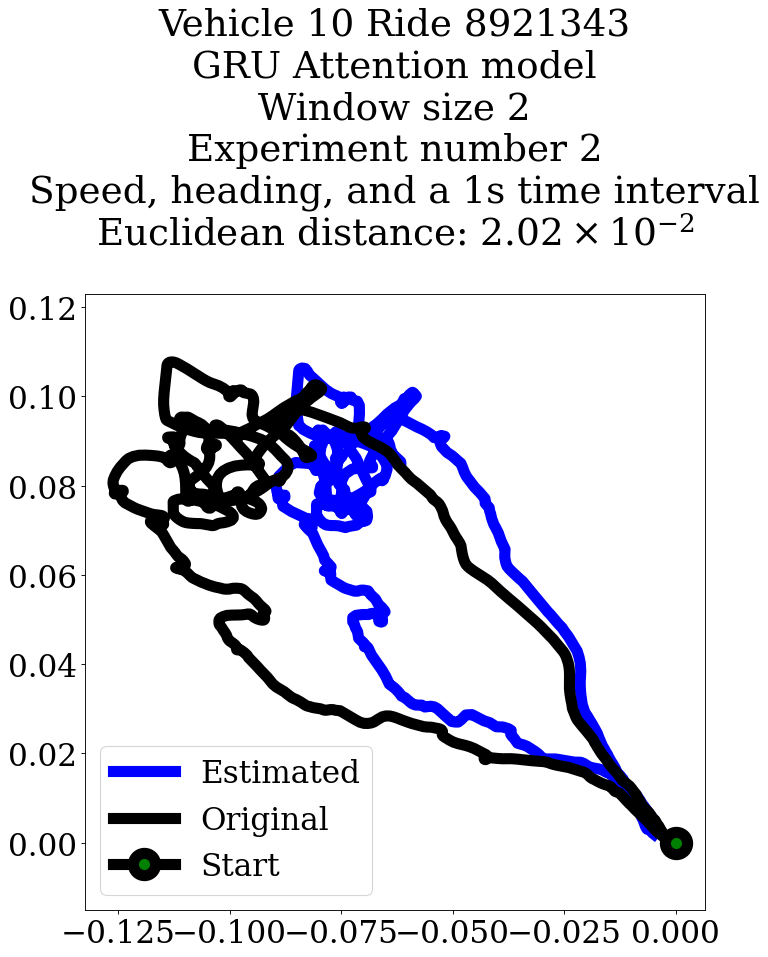 Vehicle 10 Ride 8921343
GRU Attention model
Window size 2
Experiment number 2
Speed, heading, and a 1s time interval
Euclidean distance: 2.02 × 10⁻²
0.12
0.10
0.08
0.06
0.04
0.02
0.00
Estimated
Original
Start
−0.125 −0.100 −0.075 −0.050 −0.025 0.000